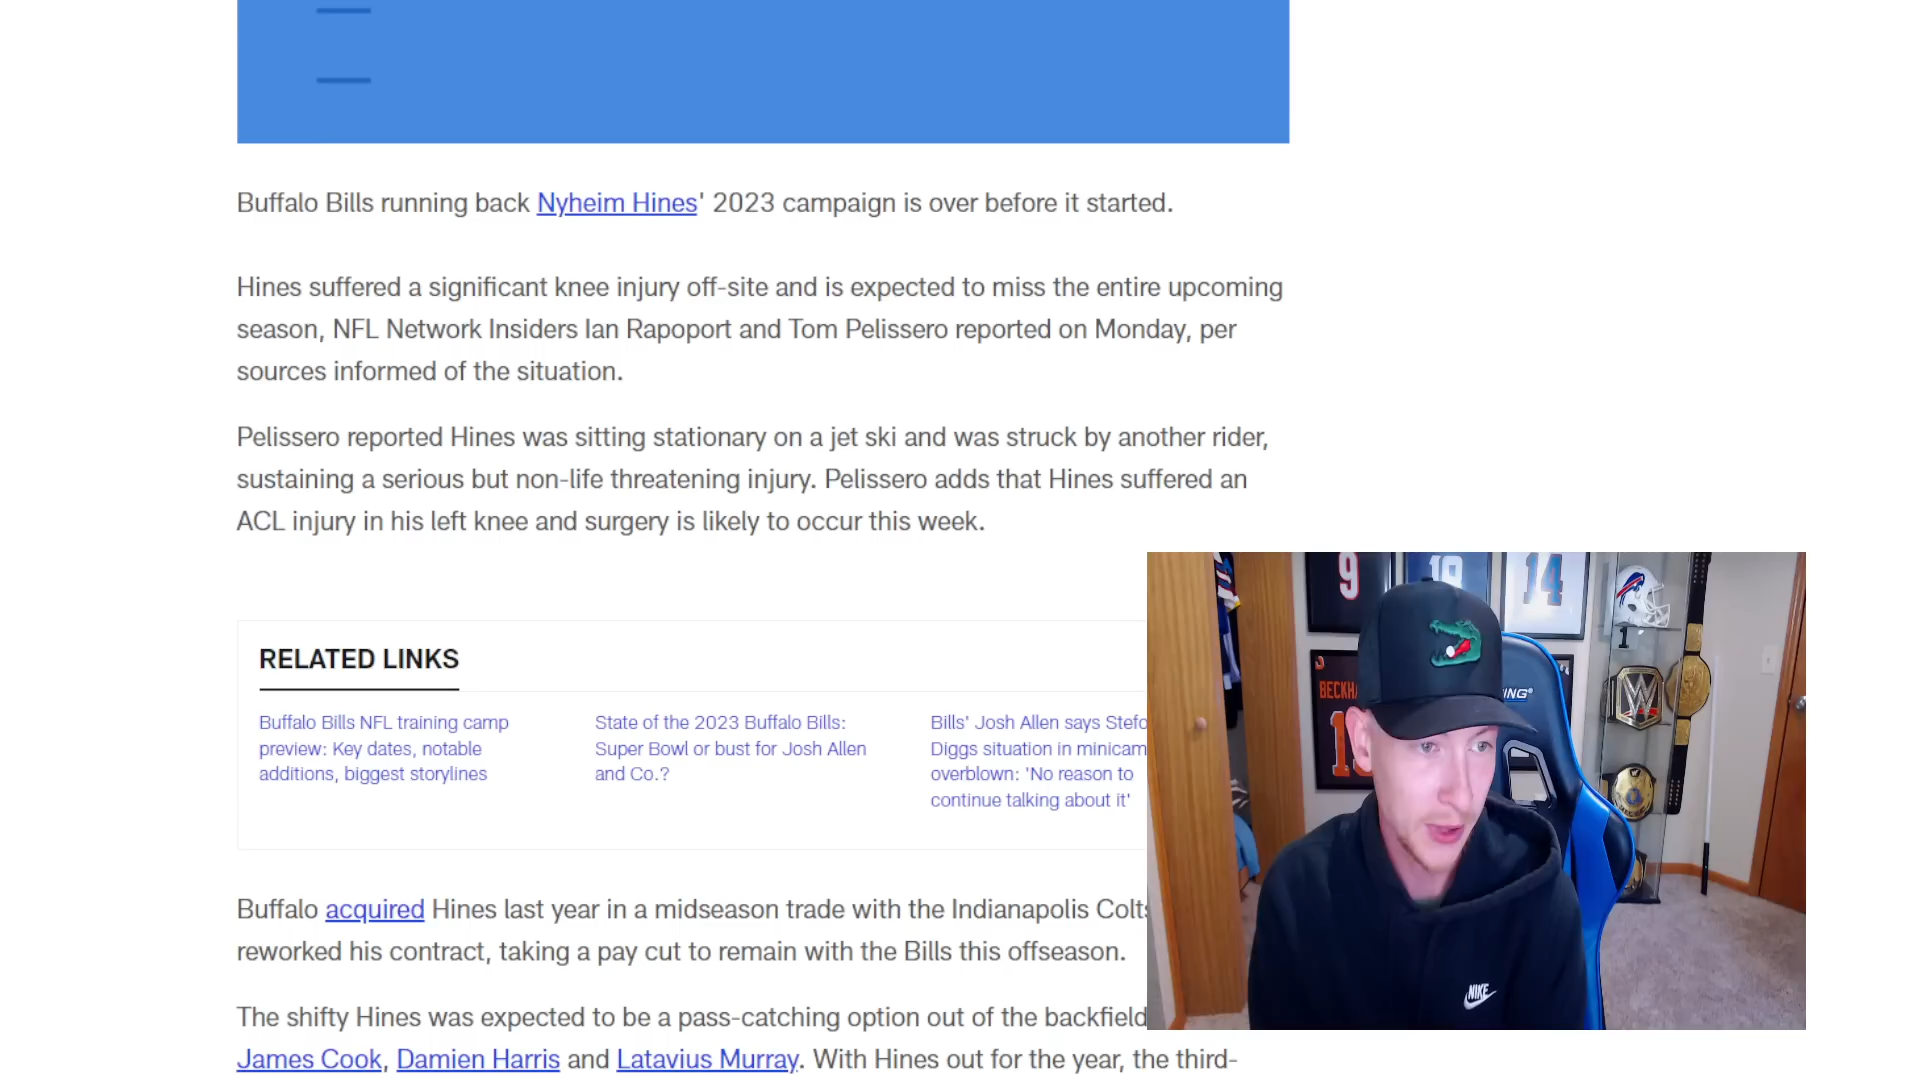 Buffalo Bills running back Nyheim Hines' 2023 campaign is over before it started.
Hines suffered a significant knee injury off-site and is expected to miss the entire upcoming
season, NFL Network Insiders Ian Rapoport and Tom Pelissero reported on Monday, per
sources informed of the situation.
Pelissero reported Hines was sitting stationary on a jet ski and was struck by another rider,
sustaining a serious but non-life threatening injury. Pelissero adds that Hines suffered an
ACL injury in his left knee and surgery is likely to occur this week.
RELATED LINKS
Buffalo Bills NFL training camp
preview: Key dates, notable
additions, biggest storylines
State of the 2023 Buffalo Bills:
Super Bowl or bust for Josh Allen
and Co.?
Bills' Josh Allen says Stefo
Diggs situation in minicam
overblown: 'No reason to
continue talking about it'
Buffalo acquired Hines last year in a midseason trade with the Indianapolis Colts
reworked his contract, taking a pay cut to remain with the Bills this offseason.
The shifty Hines was expected to be a pass-catching option out of the backfield
James Cook, Damien Harris and Latavius Murray. With Hines out for the year, the third-
9
14
BECKH
1
ING
W
NIKE